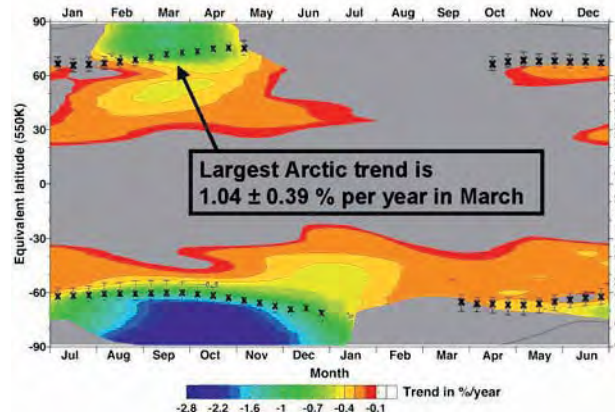 Jan Feb Mar Apr May Jun Jul Aug Sep Oct Nov Dec
90
60
30
0
-30
-60
-90
Equivalent latitude (550K)
Largest Arctic trend is
1.04 ± 0.39 % per year in March
Jul Aug Sep Oct Nov Dec Jan Feb Mar Apr May Jun
Month
Trend in %/year
-2.8 -2.2 -1.6 -1 -0.7 -0.4 -0.1